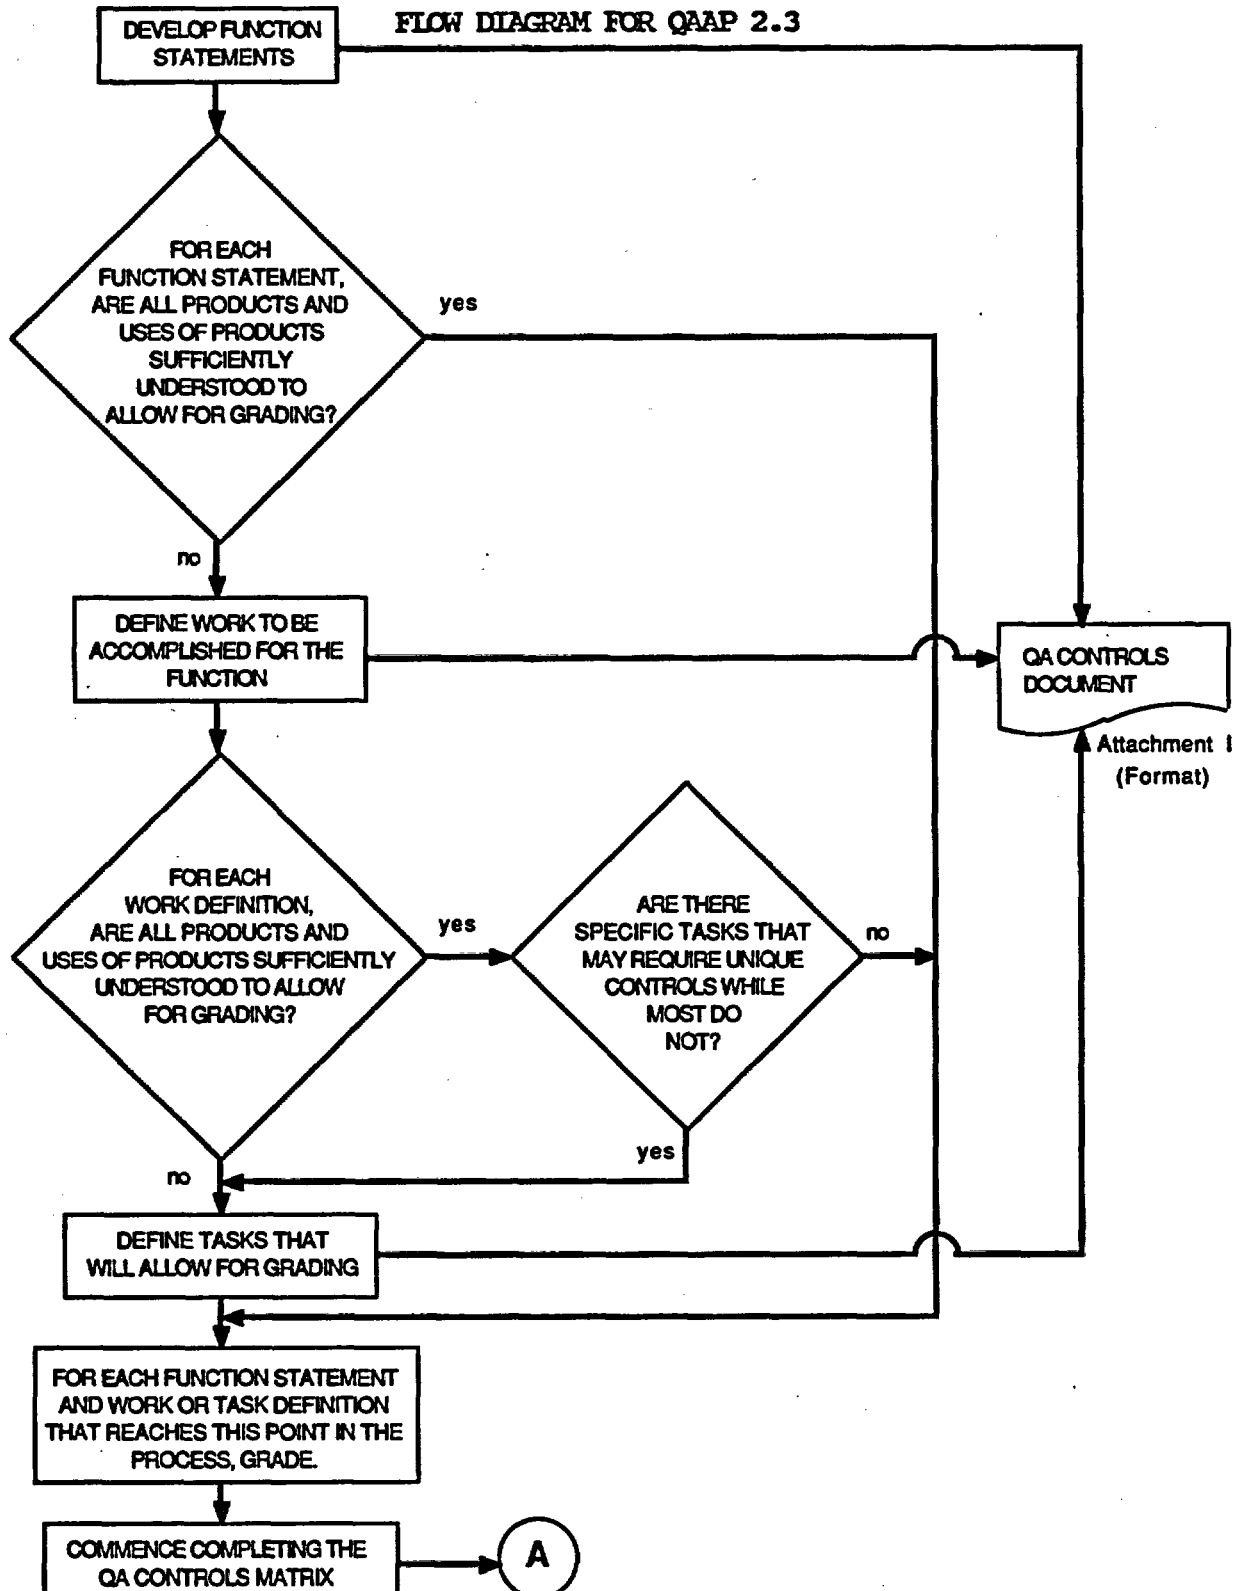 FLOW DIAGRAM FOR QAAP 2.3
DEVELOP FUNCTION
STATEMENTS
FOR EACH
FUNCTION STATEMENT,
ARE ALL PRODUCTS AND
USES OF PRODUCTS
SUFFICIENTLY
UNDERSTOOD TO
ALLOW FOR GRADING?
yes
no
DEFINE WORK TO BE
ACCOMPLISHED FOR THE
FUNCTION
QA CONTROLS
DOCUMENT
Attachment I
(Format)
FOR EACH
WORK DEFINITION,
ARE ALL PRODUCTS AND
USES OF PRODUCTS SUFFICIENTLY
UNDERSTOOD TO ALLOW
FOR GRADING?
yes
ARE THERE
SPECIFIC TASKS THAT
MAY REQUIRE UNIQUE
CONTROLS WHILE
MOST DO
NOT?
no
yes
no
DEFINE TASKS THAT
WILL ALLOW FOR GRADING
FOR EACH FUNCTION STATEMENT
AND WORK OR TASK DEFINITION
THAT REACHES THIS POINT IN THE
PROCESS, GRADE.
COMMENCE COMPLETING THE
QA CONTROLS MATRIX
A